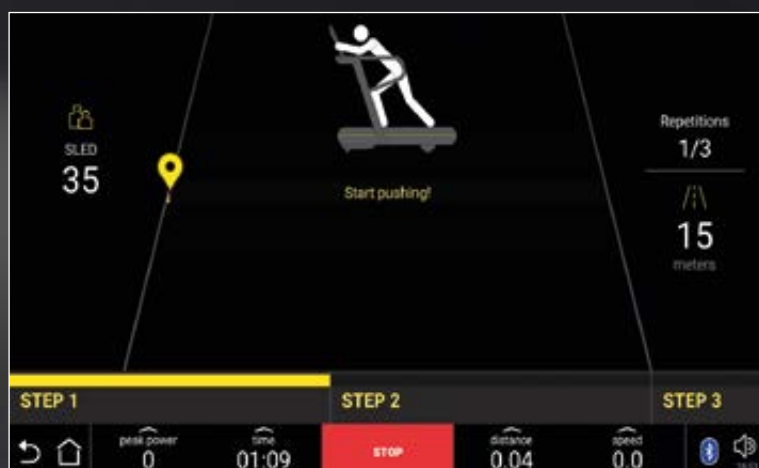 SLED
35
Start pushing!
Repetitions
1/3
15
meters
STEP 1
STEP 2
STEP 3
peak power
0
time
01:09
STOP
distance
0.04
speed
0.0